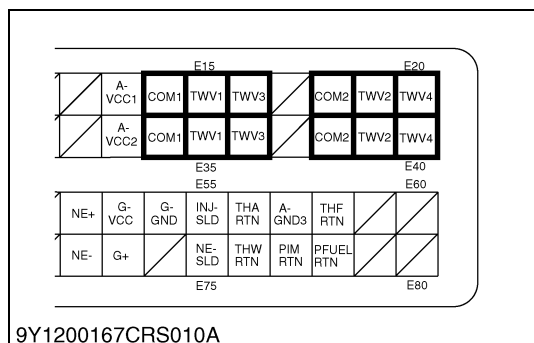 E15 E20
A-VCC1 COM1 TWV1 TWV3 COM2 TWV2 TWV4
A-VCC2 COM1 TWV1 TWV3 COM2 TWV2 TWV4
E35 E40
E55 E60
NE+ G-VCC G-GND INJ-SLD THA RTN A-GND3 THF RTN
NE- G+ NE-SLD THW RTN PIM RTN PFUEL RTN
E75 E80
9Y1200167CRS010A